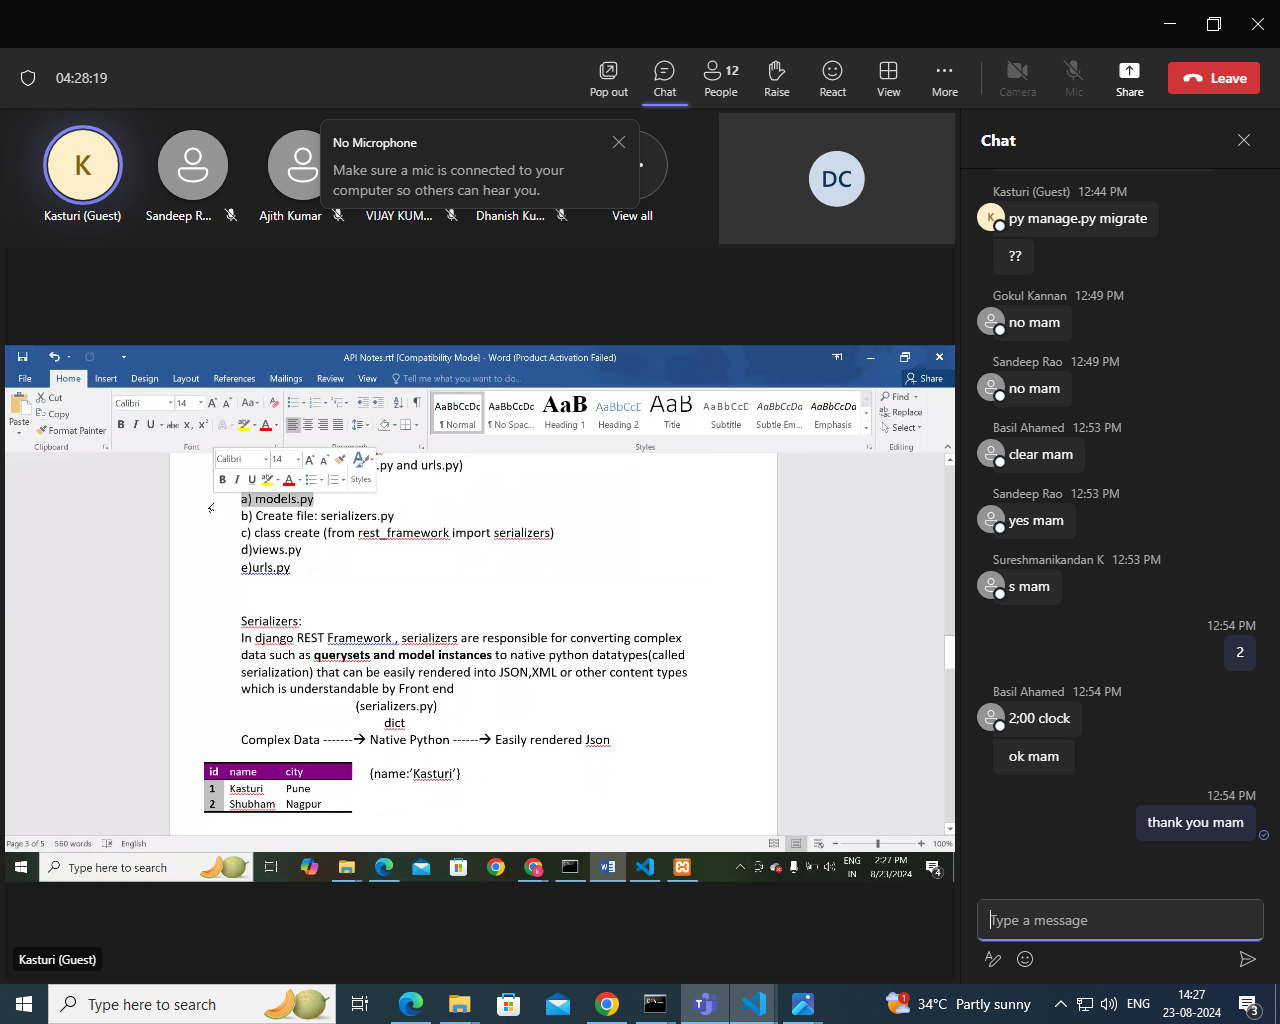 04:28:19
Pop out
Chat
12
People
Raise
React
View
More
Camera
Mic
Share
Leave
K
Kasturi (Guest)
Sandeep R...
Ajith Kumar
VIJAY KUM...
Dhanish Ku...
View all
No Microphone
Make sure a mic is connected to your
computer so others can hear you.
DC
API Notes.rtf [Compatibility Mode] - Word (Product Activation Failed)
File Home Insert Design Layout References Mailings Review View Tell me what you want to do... Share
Paste
Cut
Copy
Format Painter
Clipboard
Calibri 14
Font
Paragraph
AaBbCcDc
¶ Normal
AaBbCcDc
¶ No Spac...
AaB
Heading 1
AaBbCcC
Heading 2
AaB
Title
AaBbCcC
Subtitle
AaBbCcDa
Subtle Em...
AaBbCcDa
Emphasis
Styles
Find
Replace
Select
Editing
Calibri 14
Styles
.py and urls.py)
a) models.py
b) Create file: serializers.py
c) class create (from rest_framework import serializers)
d)views.py
e)urls.py
Serializers:
In django REST Framework , serializers are responsible for converting complex
data such as querysets and model instances to native python datatypes(called
serialization) that can be easily rendered into JSON,XML or other content types
which is understandable by Front end
(serializers.py)
dict
Complex Data -------→ Native Python ------→ Easily rendered Json
id name city
1 Kasturi Pune
2 Shubham Nagpur
{name:'Kasturi'}
Page 3 of 5 560 words English
100%
Type here to search
ENG
IN
2:27 PM
8/23/2024
4
Kasturi (Guest)
Chat
Kasturi (Guest) 12:44 PM
K
py manage.py migrate
??
Gokul Kannan 12:49 PM
no mam
Sandeep Rao 12:49 PM
no mam
Basil Ahamed 12:53 PM
clear mam
Sandeep Rao 12:53 PM
yes mam
Sureshmanikandan K 12:53 PM
s mam
12:54 PM
2
Basil Ahamed 12:54 PM
2;00 clock
ok mam
12:54 PM
thank you mam
Type a message
Type here to search
1
34°C Partly sunny
ENG
14:27
23-08-2024
3